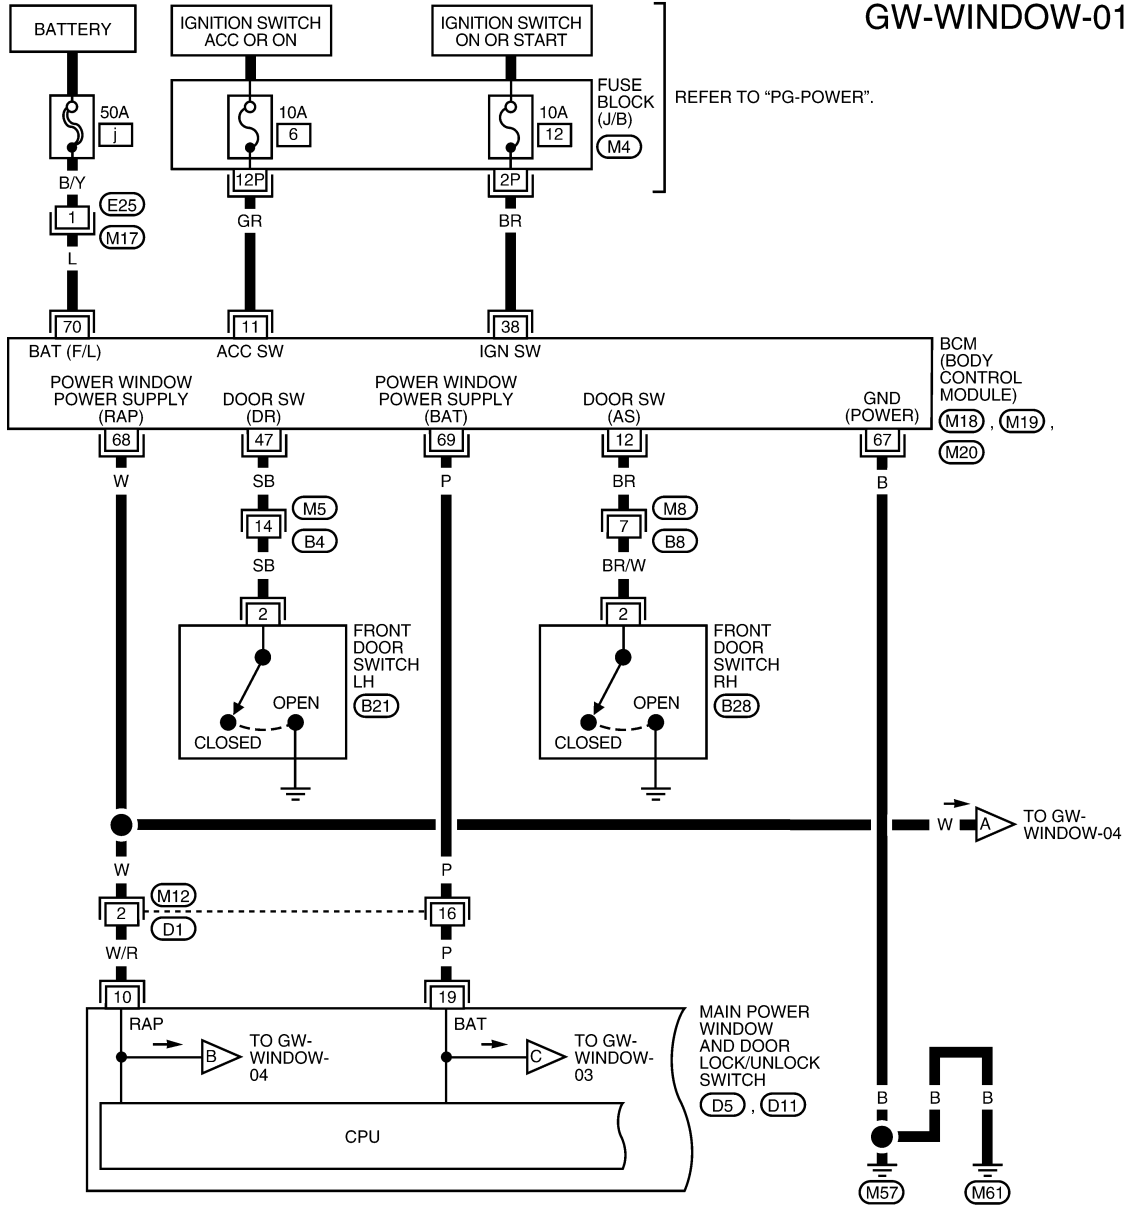 GW-WINDOW-01
BATTERY
IGNITION SWITCH
ACC OR ON
IGNITION SWITCH
ON OR START
50A
j
10A
6
10A
12
FUSE
BLOCK
(J/B)
M4
REFER TO “PG-POWER”.
B/Y
12P
2P
1
E25
M17
GR
BR
L
70
11
38
BAT (F/L)
ACC SW
IGN SW
BCM
(BODY
CONTROL
MODULE)
M18 , M19 ,
M20
POWER WINDOW
POWER SUPPLY
(RAP)
DOOR SW
(DR)
POWER WINDOW
POWER SUPPLY
(BAT)
DOOR SW
(AS)
GND
(POWER)
68
47
69
12
67
W
SB
P
BR
B
14
M5
B4
7
M8
B8
SB
BR/W
2
2
FRONT
DOOR
SWITCH
LH
B21
OPEN
CLOSED
FRONT
DOOR
SWITCH
RH
B28
OPEN
CLOSED
W
A
TO GW-
WINDOW-04
W
P
2
M12
D1
16
W/R
P
10
19
RAP
BAT
B
TO GW-
WINDOW-
04
C
TO GW-
WINDOW-
03
MAIN POWER
WINDOW
AND DOOR
LOCK/UNLOCK
SWITCH
D5 , D11
CPU
B
B
B
M57
M61